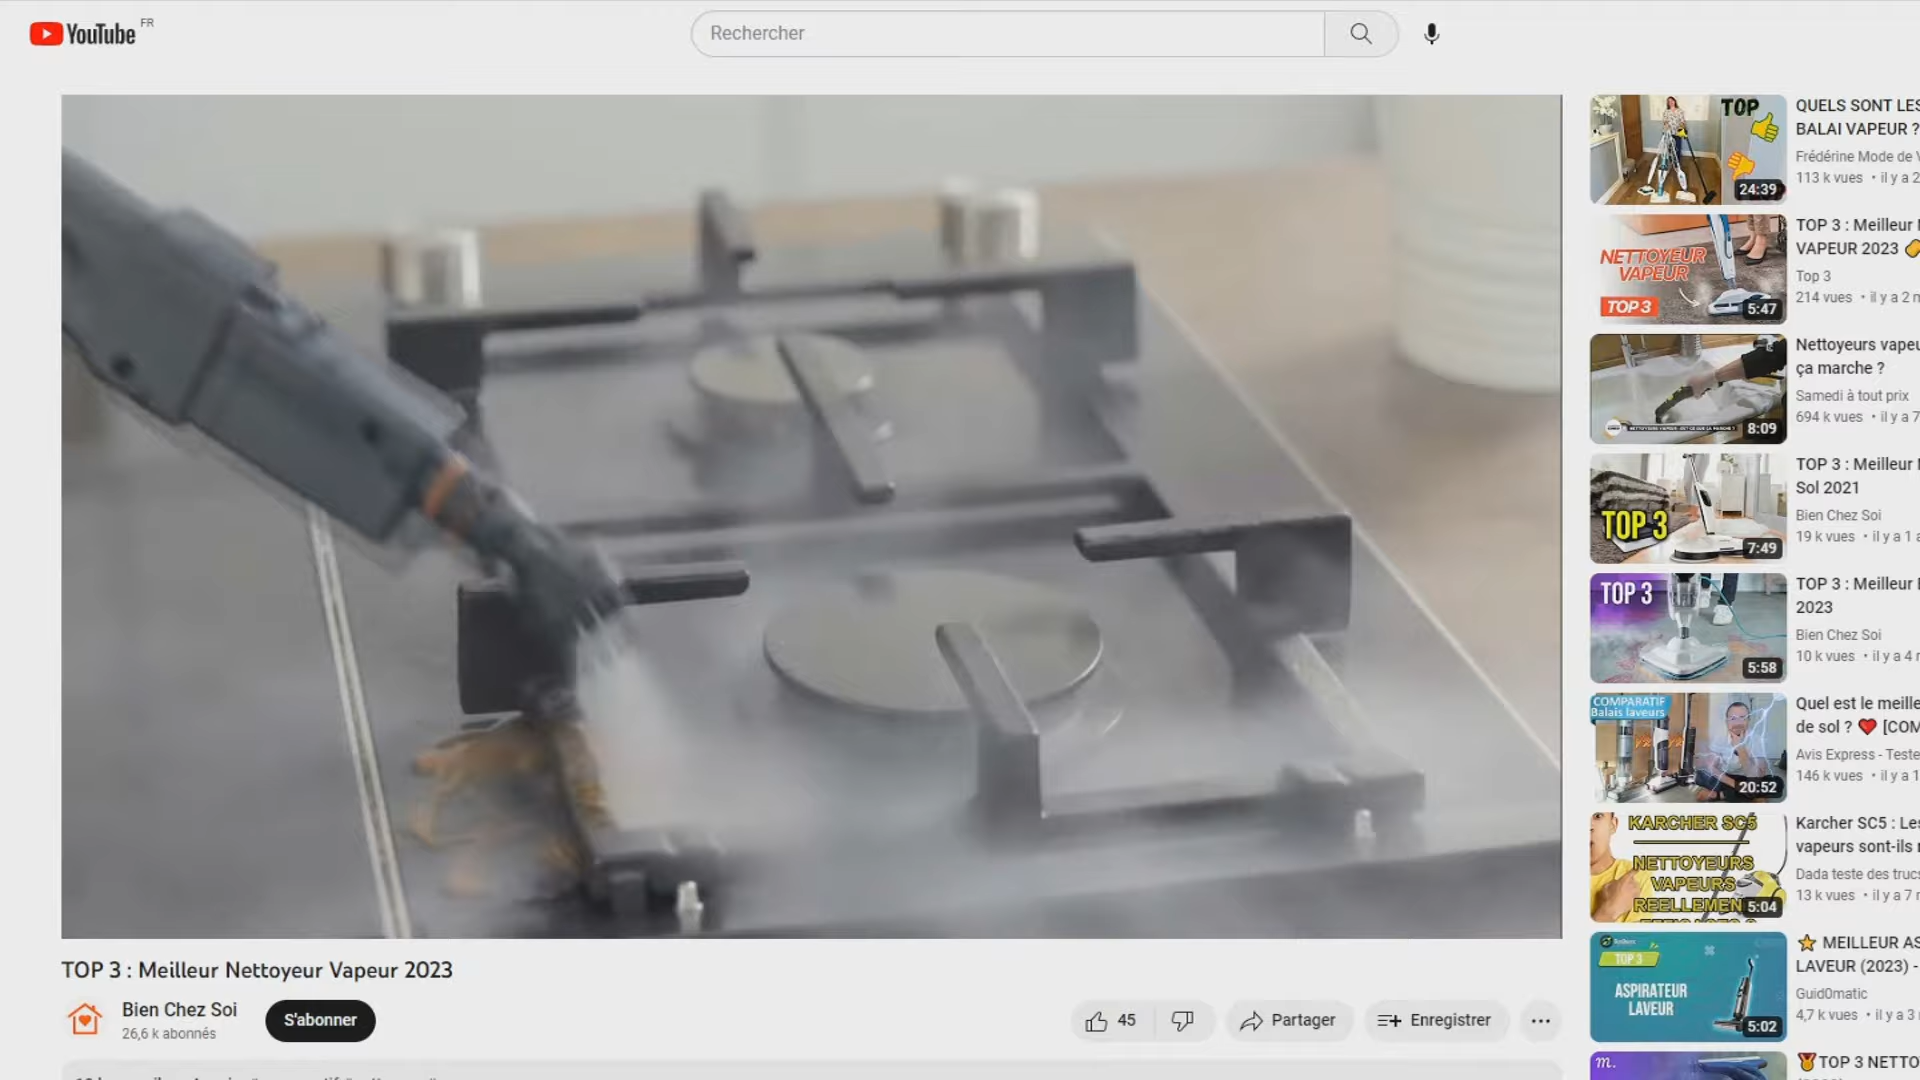 YouTube FR
Rechercher
TOP 3 : Meilleur Nettoyeur Vapeur 2023
Bien Chez Soi
26,6 k abonnés
S'abonner
45
Partager
Enregistrer
TOP
24:39
QUELS SONT LES
BALAI VAPEUR ?
Frédérine Mode de V
113 k vues • il y a 2
NETTOYEUR
VAPEUR
TOP 3
5:47
TOP 3 : Meilleur
VAPEUR 2023
Top 3
214 vues • il y a 2 m
8:09
Nettoyeurs vapeu
ça marche ?
Samedi à tout prix
694 k vues • il y a 7
TOP 3
7:49
TOP 3 : Meilleur
Sol 2021
Bien Chez Soi
19 k vues • il y a 1 a
TOP 3
5:58
TOP 3 : Meilleur
2023
Bien Chez Soi
10 k vues • il y a 4 m
COMPARATIF
Balais laveurs
20:52
Quel est le meille
de sol ? ❤️ [COM
Avis Express - Teste
146 k vues • il y a 1
KARCHER SC5
NETTOYEURS
VAPEURS
REELLEMEN
5:04
Karcher SC5 : Les
vapeurs sont-ils
Dada teste des trucs
13 k vues • il y a 7 m
TOP 3
ASPIRATEUR
LAVEUR
5:02
⭐ MEILLEUR AS
LAVEUR (2023) -
Guid0matic
4,7 k vues • il y a 3
m.
🏅TOP 3 NETTO